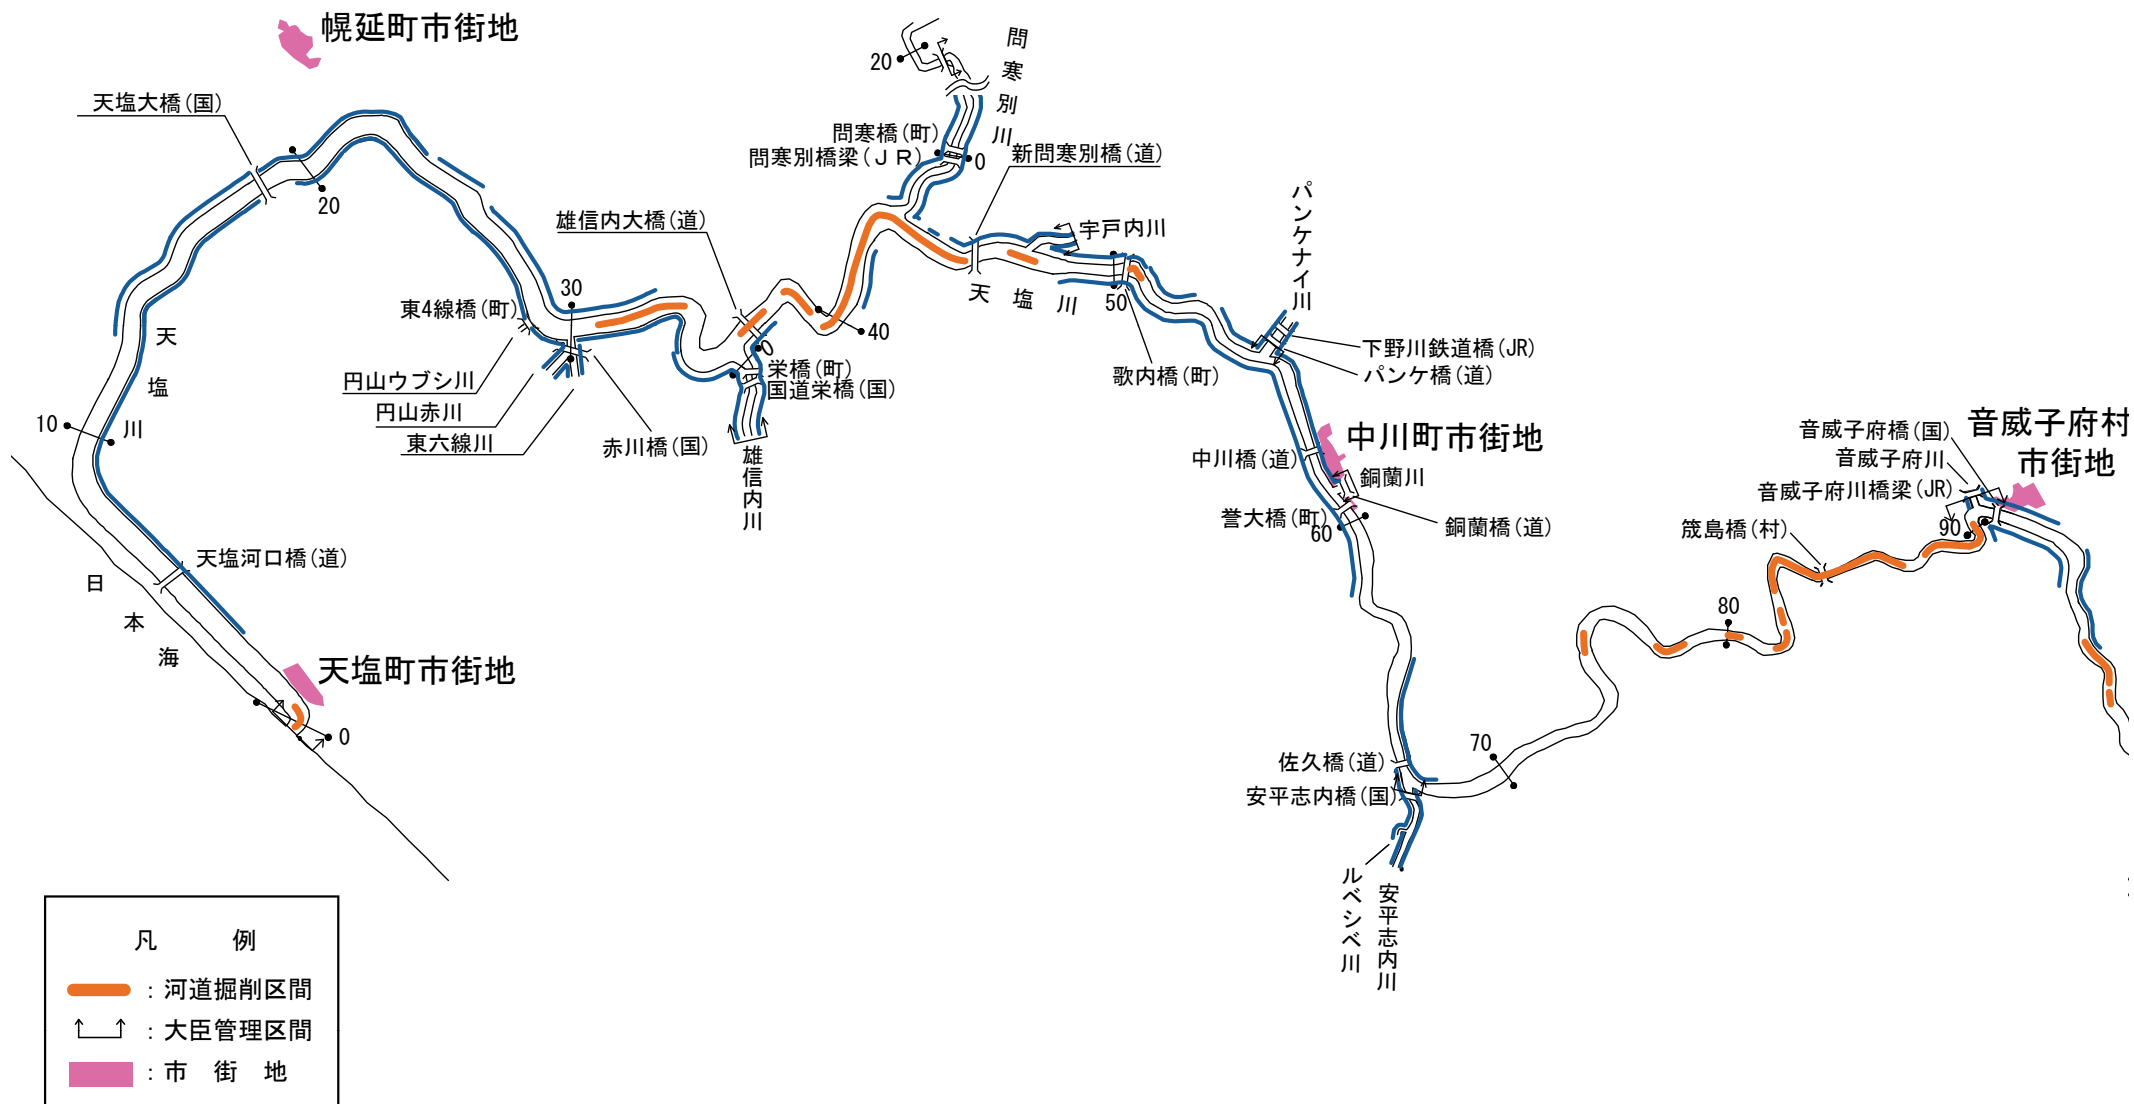 幌延町市街地
天塩大橋(国)
20
問寒別川
20
問寒橋(町)
問寒別橋梁(JR)
0
新問寒別橋(道)
雄信内大橋(道)
宇戸内川
パンケナイ川
30
東4線橋(町)
天塩川
50
40
0
下野川鉄道橋(JR)
パンケ橋(道)
歌内橋(町)
栄橋(町)
国道栄橋(国)
円山ウブシ川
円山赤川
東六線川
赤川橋(国)
雄信内川
天塩川
10
中川町市街地
中川橋(道)
銅蘭川
誉大橋(町)
60
銅蘭橋(道)
音威子府村
市街地
音威子府橋(国)
音威子府川
音威子府川橋梁(JR)
筬島橋(村)
90
80
天塩河口橋(道)
日本海
天塩町市街地
0
70
佐久橋(道)
安平志内橋(国)
ルベシベ川
安平志内川
凡例
:河道掘削区間
:大臣管理区間
:市街地